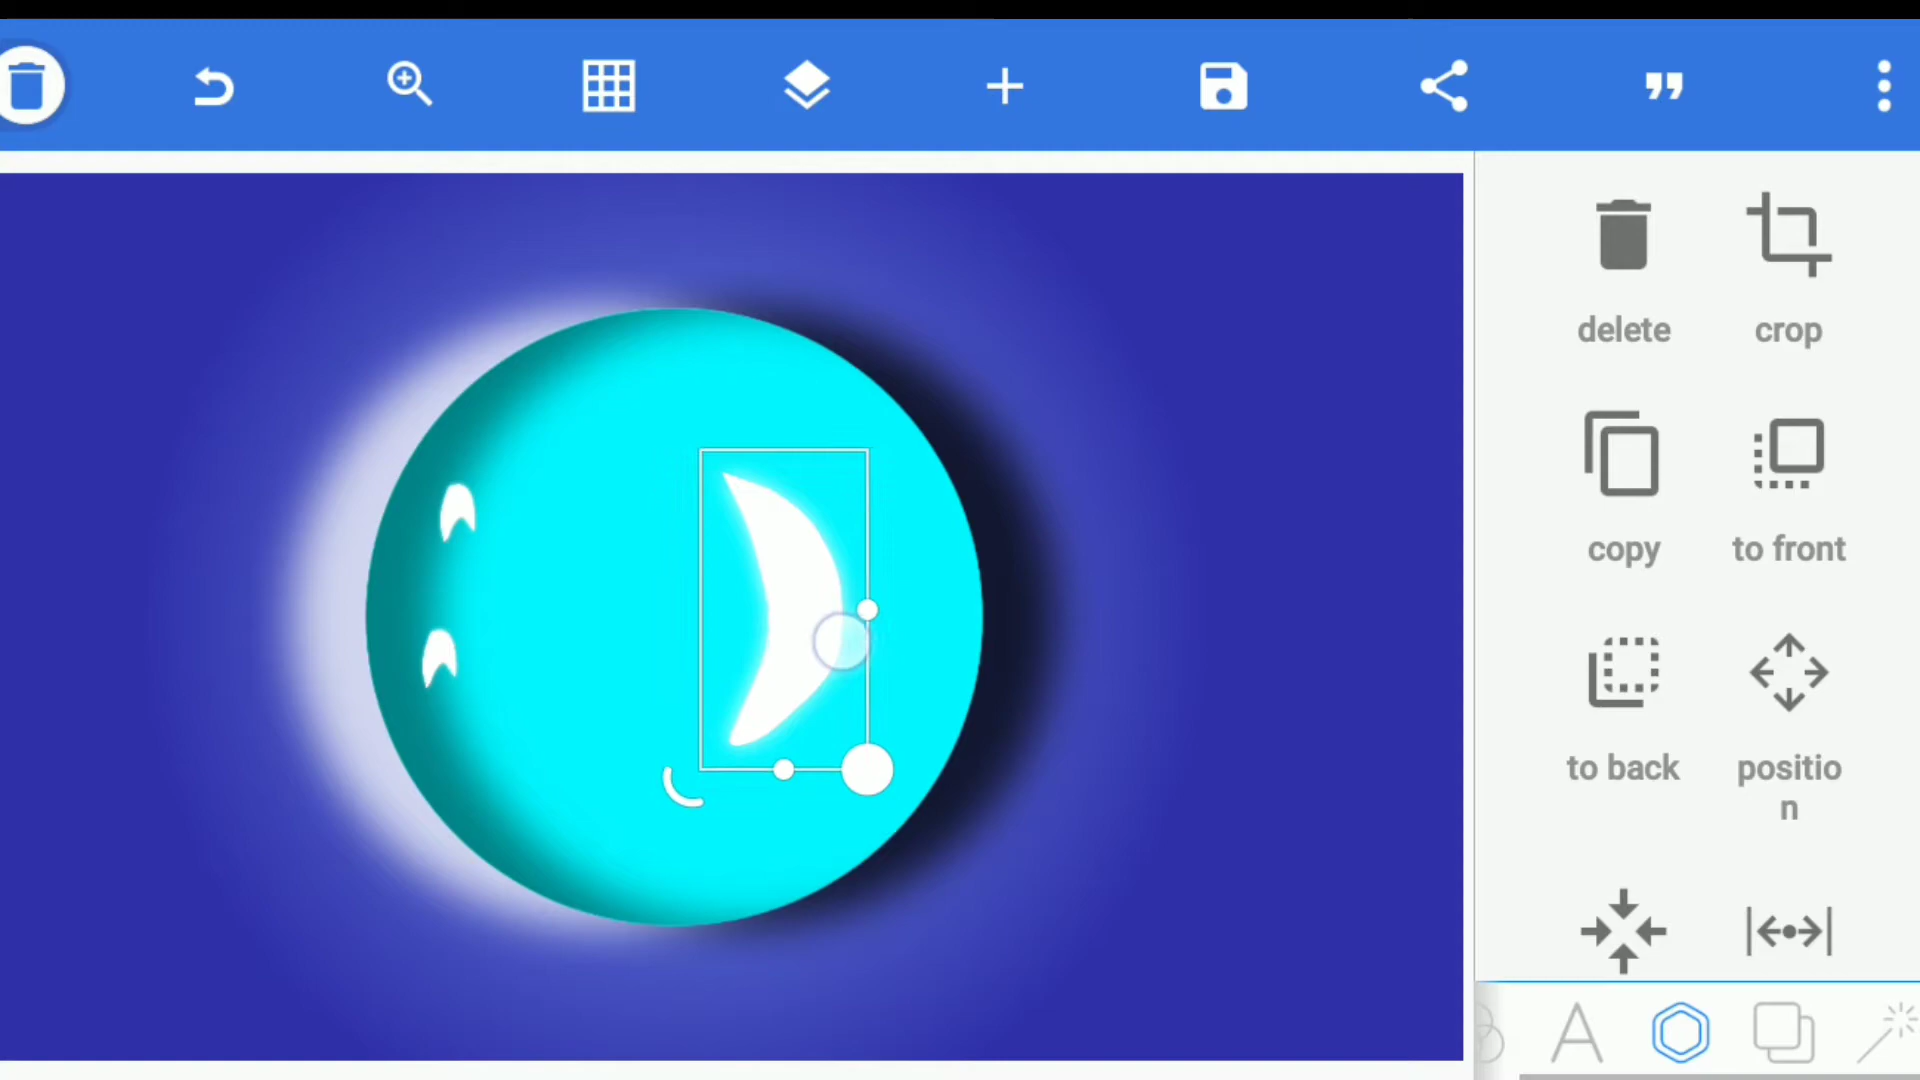 delete
crop
copy
to front
to back
positio
n